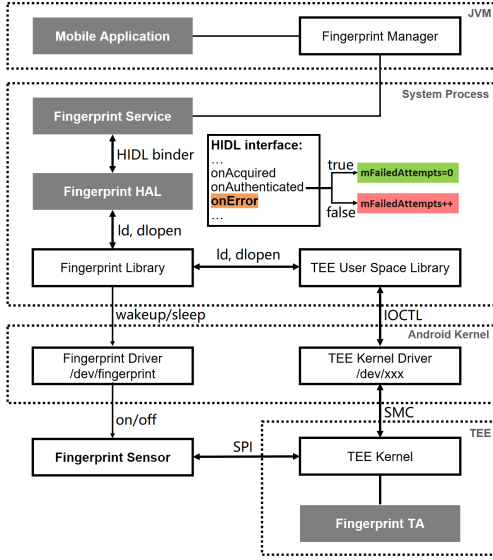 JVM
Mobile Application
Fingerprint Manager
System Process
Fingerprint Service
HIDL binder
HIDL interface:
...
onAcquired
onAuthenticated
onError
...
true
mFailedAttempts=0
false
mFailedAttempts++
Fingerprint HAL
ld, dlopen
Fingerprint Library
ld, dlopen
TEE User Space Library
wakeup/sleep
IOCTL
Android Kernel
Fingerprint Driver
/dev/fingerprint
TEE Kernel Driver
/dev/xxx
on/off
SMC
TEE
Fingerprint Sensor
SPI
TEE Kernel
Fingerprint TA